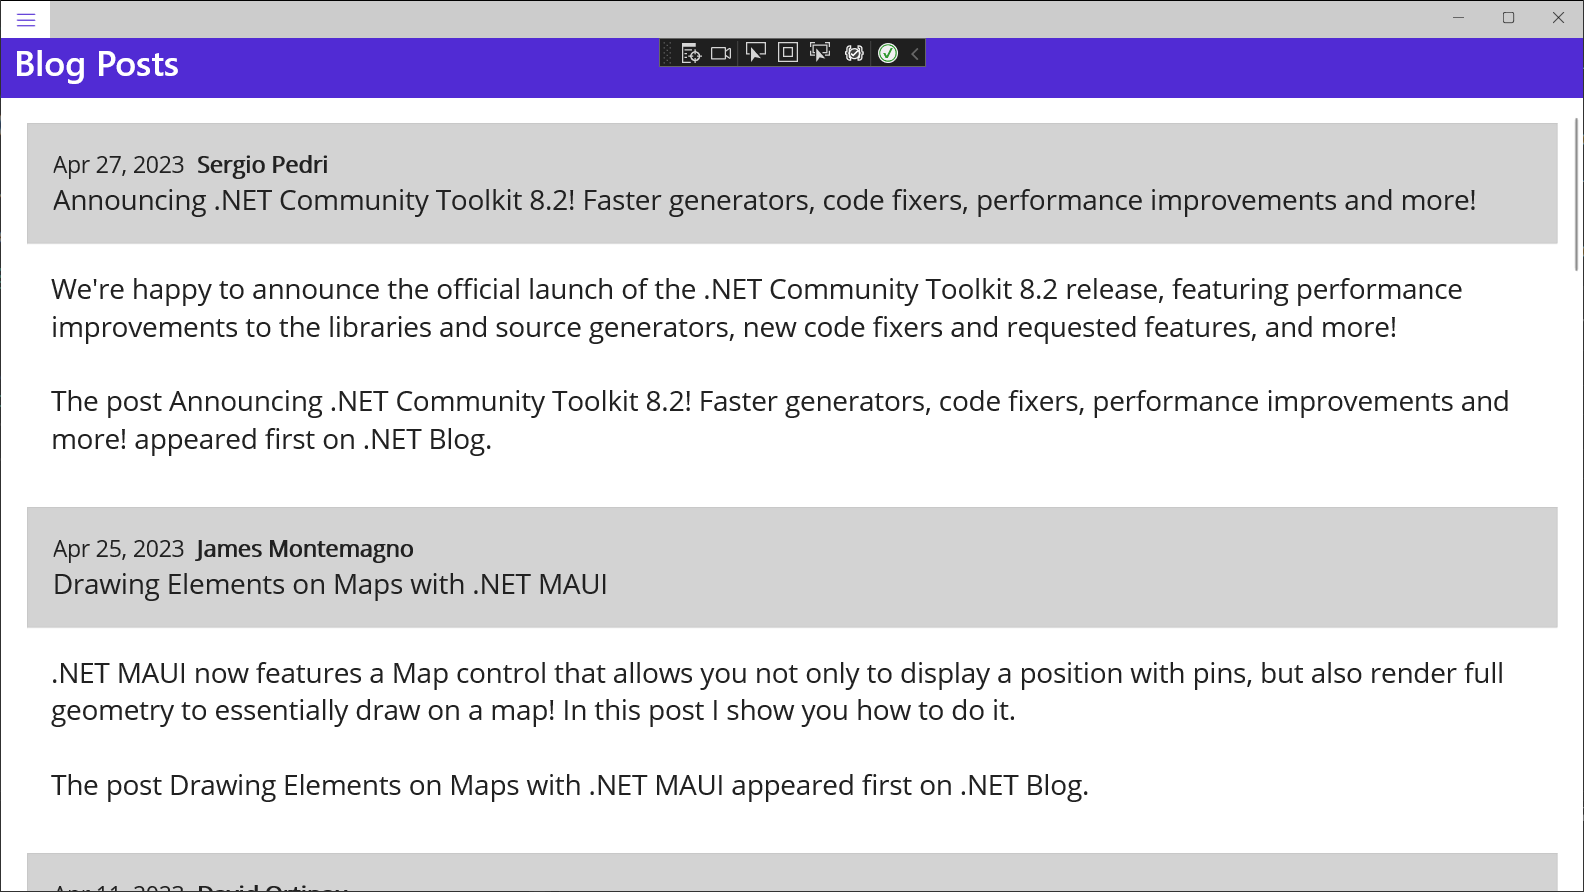 Blog Posts
Apr 27, 2023 Sergio Pedri
Announcing .NET Community Toolkit 8.2! Faster generators, code fixers, performance improvements and more!
We're happy to announce the official launch of the .NET Community Toolkit 8.2 release, featuring performance
improvements to the libraries and source generators, new code fixers and requested features, and more!
The post Announcing .NET Community Toolkit 8.2! Faster generators, code fixers, performance improvements and
more! appeared first on .NET Blog.
Apr 25, 2023 James Montemagno
Drawing Elements on Maps with .NET MAUI
.NET MAUI now features a Map control that allows you not only to display a position with pins, but also render full
geometry to essentially draw on a map! In this post I show you how to do it.
The post Drawing Elements on Maps with .NET MAUI appeared first on .NET Blog.
Apr 11, 2023 David Ortinau